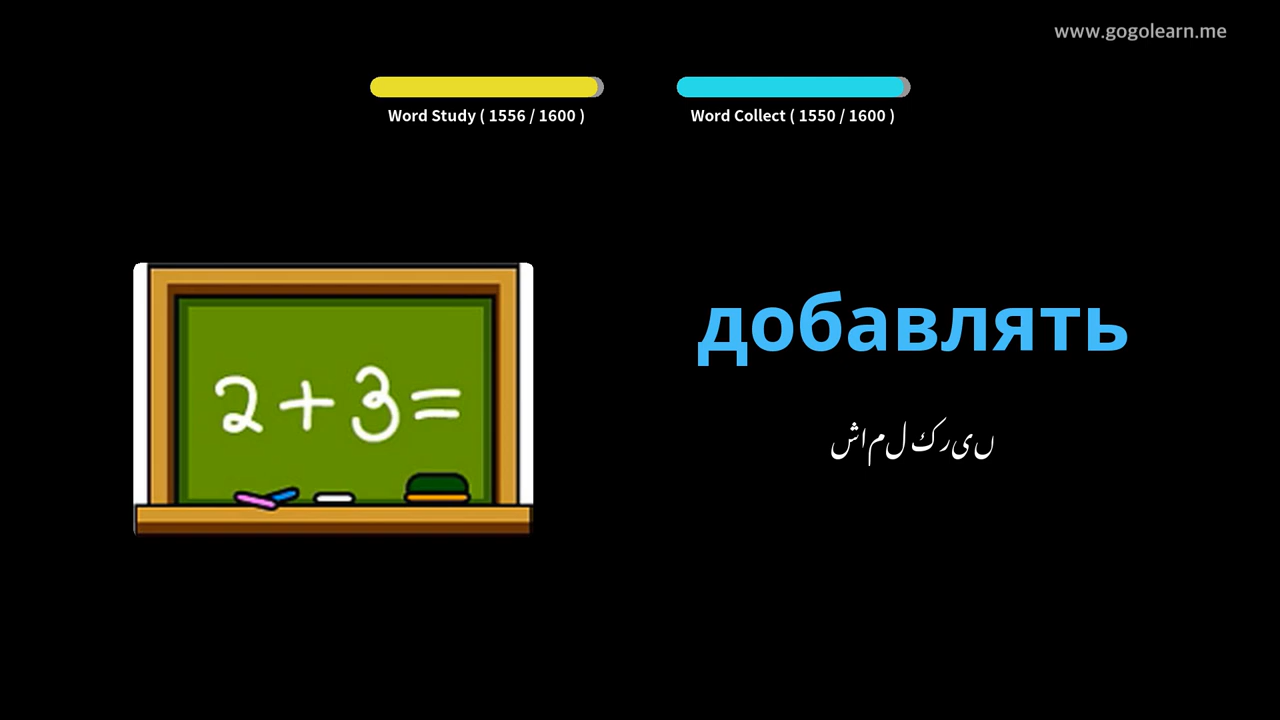 www.gogolearn.me
Word Study ( 1556 / 1600 )
Word Collect ( 1550 / 1600 )
2+3=
добавлять
شامل کریں